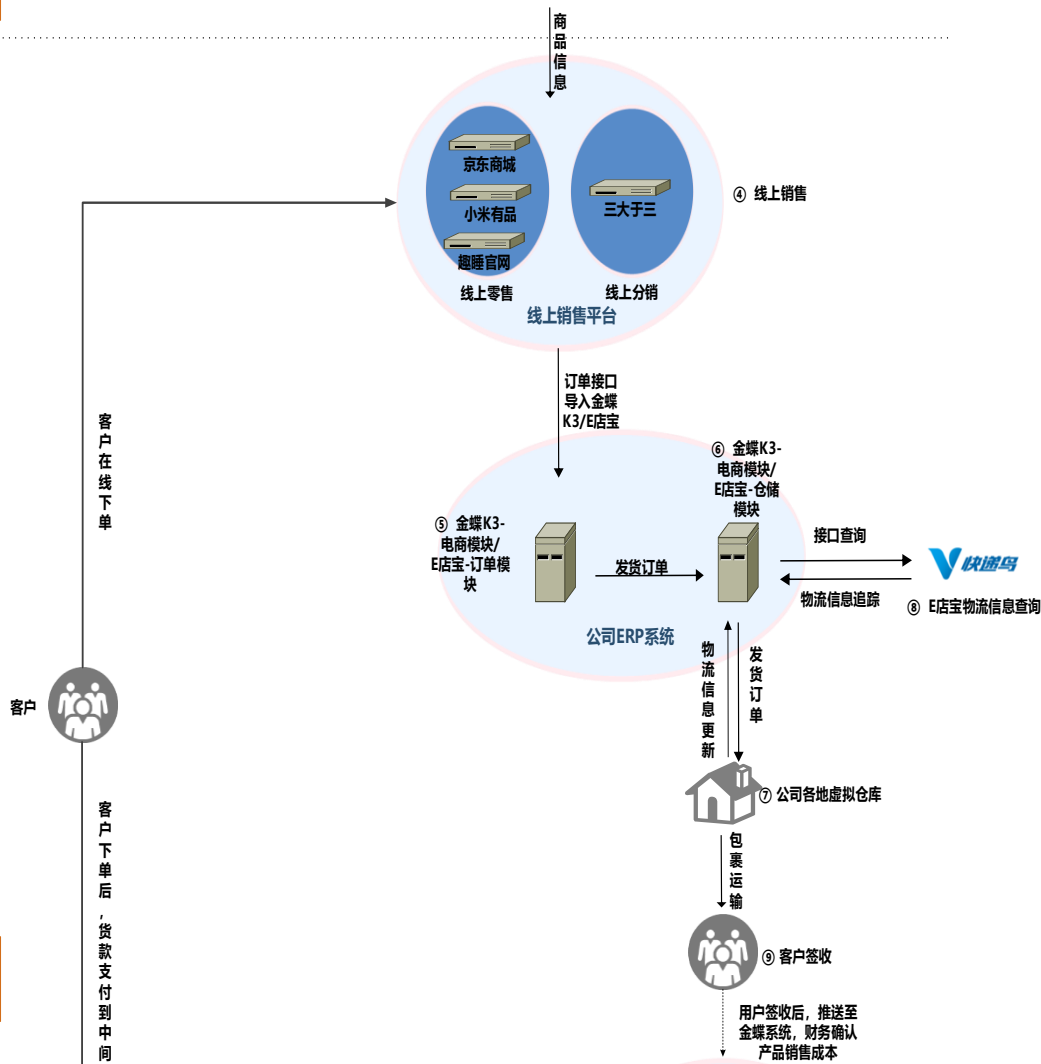 商品信息
京东商城
小米有品
趣睡官网
线上零售
三大于三
线上分销
④ 线上销售
线上销售平台
订单接口
导入金蝶
K3/E店宝
客户在线下单
⑤ 金蝶K3-
电商模块/
E店宝-订单模
块
发货订单
⑥ 金蝶K3-
电商模块/
E店宝-仓储
模块
接口查询
快递鸟
物流信息追踪
⑧ E店宝物流信息查询
公司ERP系统
物流信息更新
发货订单
客户
⑦ 公司各地虚拟仓库
包裹运输
客户下单后,货款支付到中间
⑨ 客户签收
用户签收后，推送至
金蝶系统，财务确认
产品销售成本